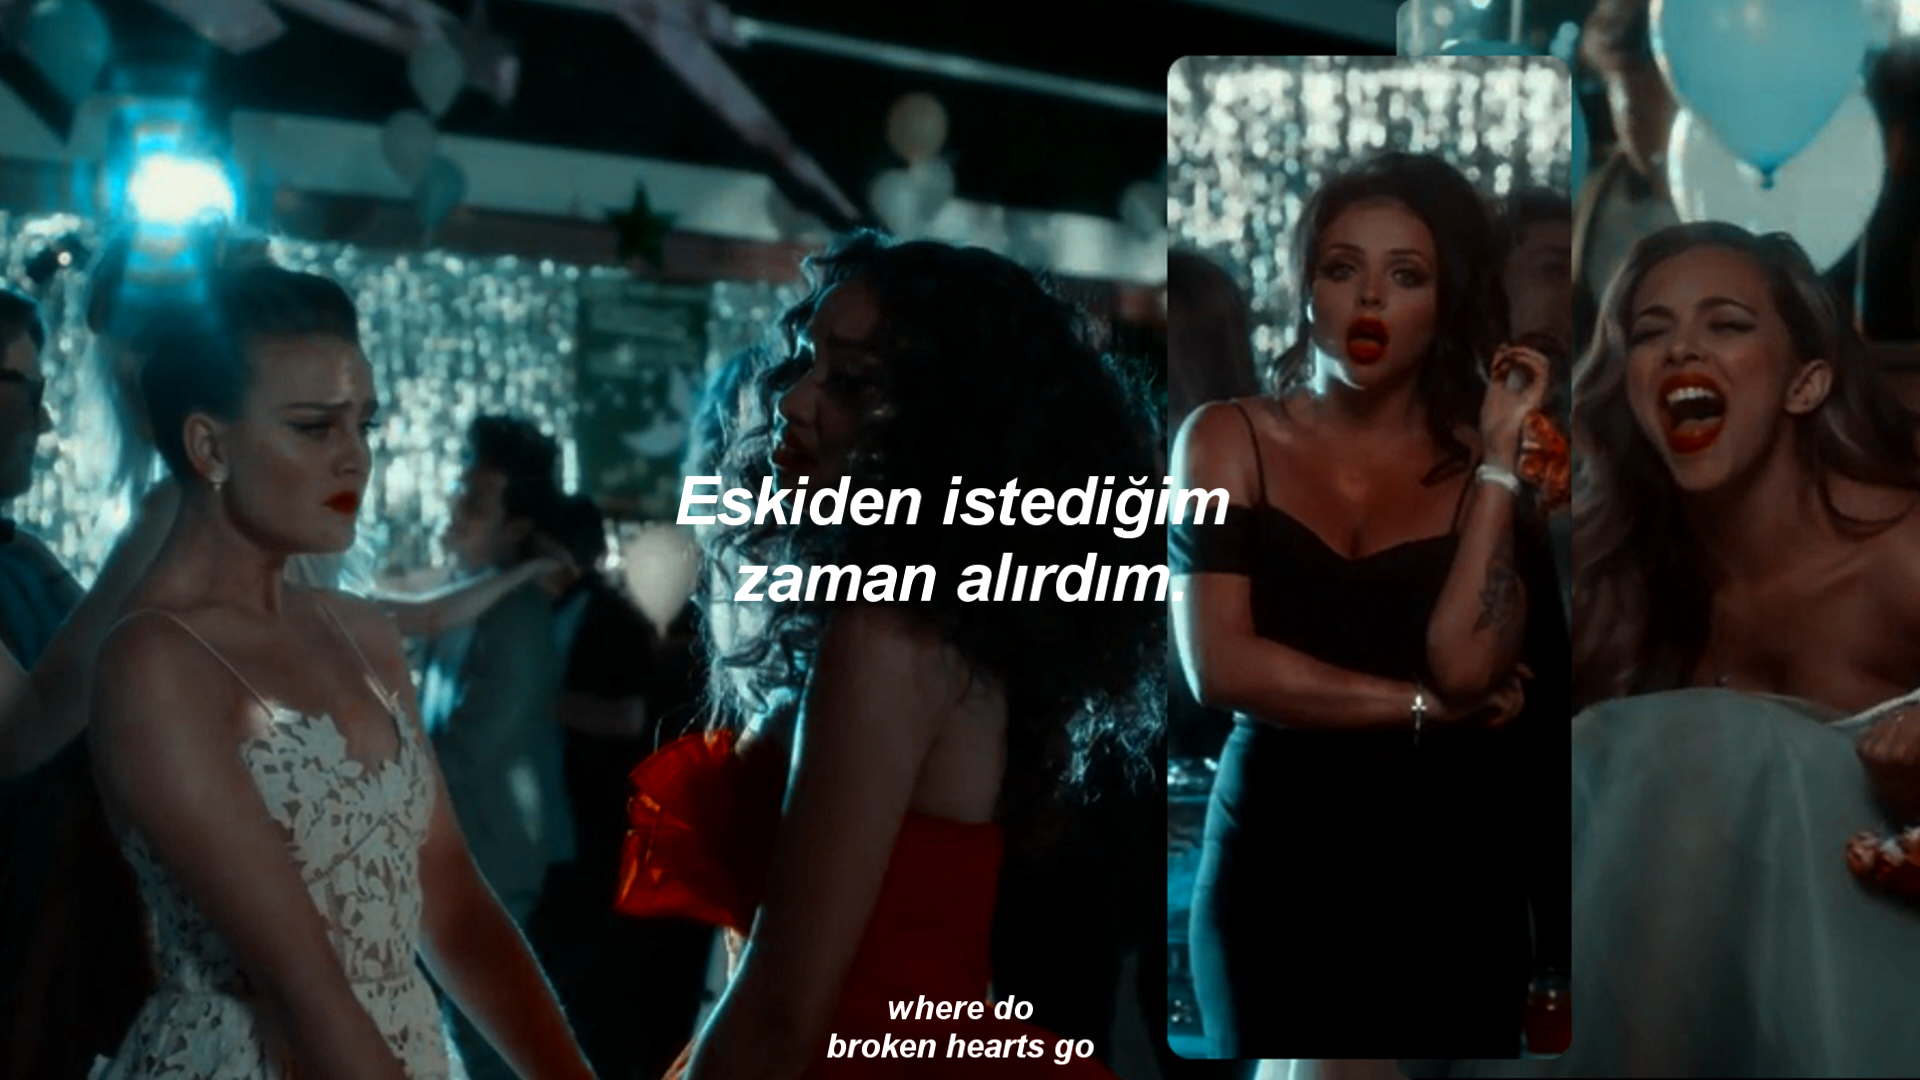 Eskiden istediğim
zaman alırdım.
where do
broken hearts go